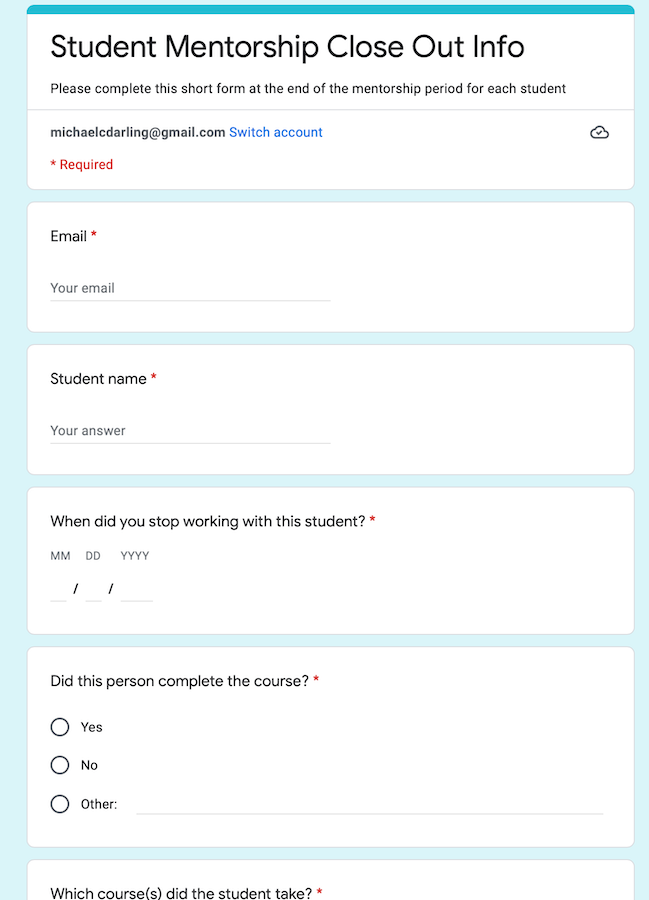 Student Mentorship Close Out Info
Please complete this short form at the end of the mentorship period for each student
michaelcdarling@gmail.com Switch account
* Required
Email *
Your email
Student name *
Your answer
When did you stop working with this student? *
MM DD YYYY
/ /
Did this person complete the course? *
Yes
No
Other:
Which course(s) did the student take? *